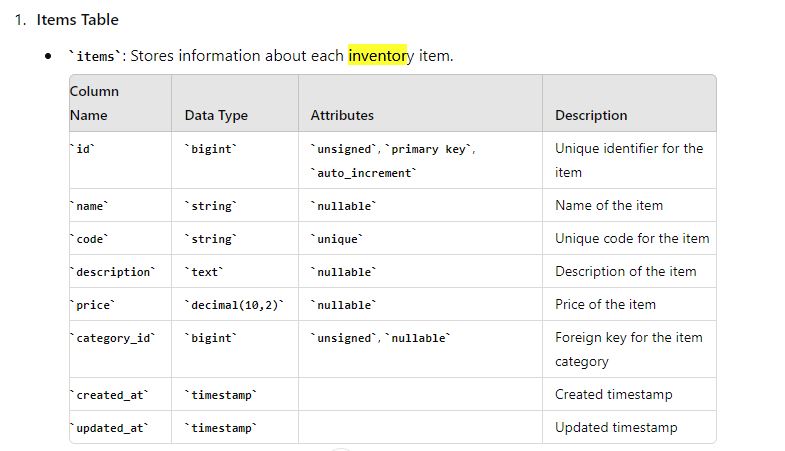 1. Items Table
• `items`: Stores information about each inventory item.
Column
Name Data Type Attributes Description
`id` `bigint` `unsigned`, `primary key`, Unique identifier for the
`auto_increment` item
`name` `string` `nullable` Name of the item
`code` `string` `unique` Unique code for the item
`description` `text` `nullable` Description of the item
`price` `decimal(10,2)` `nullable` Price of the item
`category_id` `bigint` `unsigned`, `nullable` Foreign key for the item
category
`created_at` `timestamp` Created timestamp
`updated_at` `timestamp` Updated timestamp